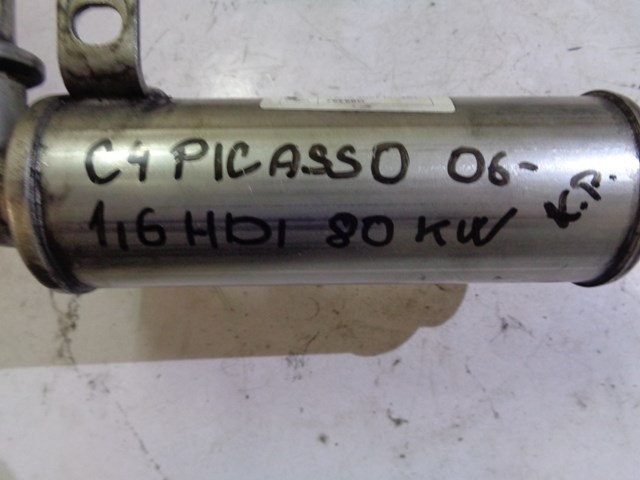 C4 PICASSO 06-
1,6 HDI 80 KW K.P.